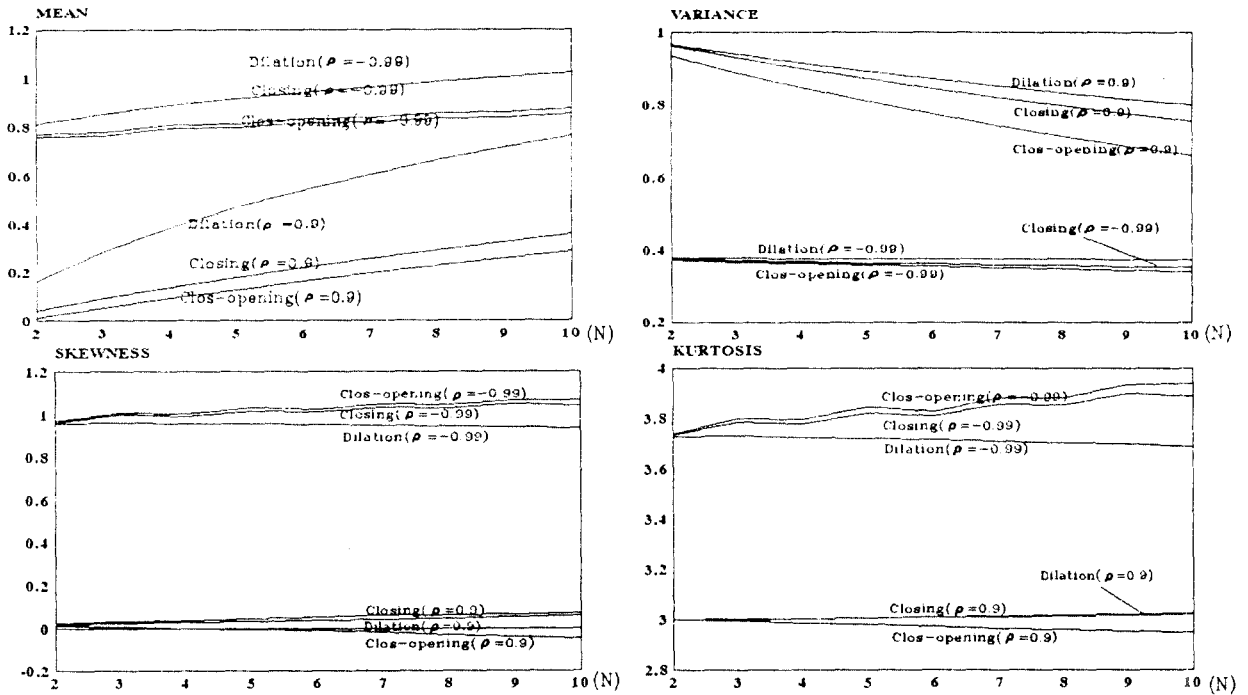 MEAN
1.2
1
0.8
0.6
0.4
0.2
0
Dilation(ρ=-0.99)
Closing(ρ=-0.99)
Clos-opening(ρ=-0.99)
Dilation(ρ -0.9)
Closing(ρ=0.9)
Clos-opening(ρ=0.9)
2 3 4 5 6 7 8 9 10 (N)
VARIANCE
1
0.8
0.6
0.4
0.2
Dilation(ρ=0.9)
Closing(ρ=0.9)
Clos-opening(ρ=0.9)
Closing(ρ=-0.99)
Dilation(ρ=-0.99)
Clos-opening(ρ=-0.99)
2 3 4 5 6 7 8 9 10 (N)
SKEWNESS
1.2
1
0.8
0.6
0.4
0.2
0
-0.2
Clos-opening(ρ=-0.99)
Closing(ρ=-0.99)
Dilation(ρ=-0.99)
Closing(ρ=0.9)
Dilation(ρ=0.9)
Clos-opening(ρ=0.9)
2 3 4 5 6 7 8 9 10 (N)
KURTOSIS
4
3.8
3.6
3.4
3.2
3
2.8
Clos-opening(ρ=-0.99)
Closing(ρ=-0.99)
Dilation(ρ=-0.99)
Dilation(ρ=0.9)
Closing(ρ=0.9)
Clos-opening(ρ=0.9)
2 3 4 5 6 7 8 9 10 (N)